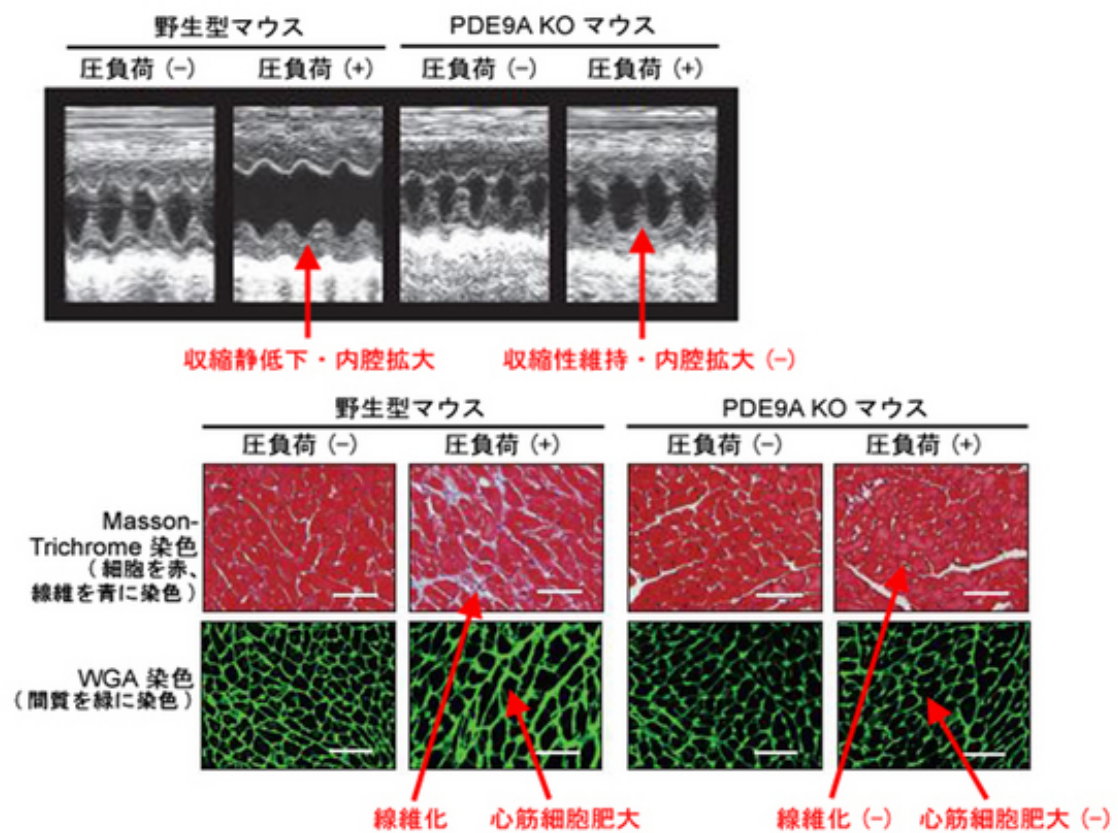 野生型マウス PDE9A KO マウス
圧負荷 (−) 圧負荷 (+) 圧負荷 (−) 圧負荷 (+)
収縮静低下・内腔拡大 収縮性維持・内腔拡大 (−)
野生型マウス PDE9A KO マウス
圧負荷 (−) 圧負荷 (+) 圧負荷 (−) 圧負荷 (+)
Masson-
Trichrome 染色
(細胞を赤、
線維を青に染色)
WGA 染色
(間質を緑に染色)
線維化 心筋細胞肥大 線維化 (−) 心筋細胞肥大 (−)